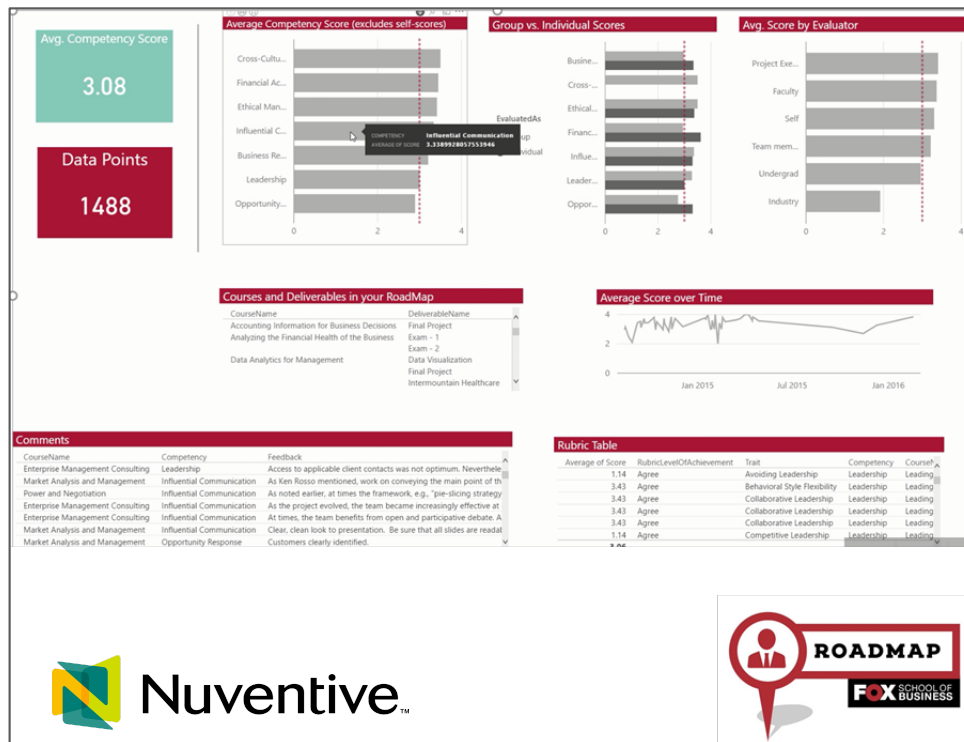 Average Competency Score (excludes self-scores)
Group vs. Individual Scores
Avg. Score by Evaluator
Avg. Competency Score
3.08
Data Points
1488
Cross-Cultu...
Financial Ac...
Ethical Man...
Influential C...
Business Re...
Leadership
Opportunity...
0 2 4
COMPETENCY Influential Communication
AVERAGE OF SCORE 3.3389928057553946
Busine...
Cross-...
Ethical...
Financ...
Influe...
Leader...
Oppor...
0 2 4
EvaluatedAs
Project Exe...
Faculty
Self
Team mem...
Undergrad
Industry
0 2 4
Courses and Deliverables in your RoadMap
CourseName DeliverableName
Accounting Information for Business Decisions Final Project
Analyzing the Financial Health of the Business Exam - 1
Exam - 2
Data Analytics for Management Data Visualization
Final Project
Intermountain Healthcare
Average Score over Time
4
2
0
Jan 2015 Jul 2015 Jan 2016
Comments
CourseName Competency Feedback
Enterprise Management Consulting Leadership Access to applicable client contacts was not optimum. Neverthele
Market Analysis and Management Influential Communication As Ken Rosso mentioned, work on conveying the main point of th
Power and Negotiation Influential Communication As noted earlier, at times the framework, e.g., "pie-slicing strategy
Enterprise Management Consulting Influential Communication As the project evolved, the team became increasingly effective at
Enterprise Management Consulting Influential Communication At times, the team benefits from open and participative debate. A
Market Analysis and Management Influential Communication Clear, clean look to presentation. Be sure that all slides are readal
Market Analysis and Management Opportunity Response Customers clearly identified.
Rubric Table
Average of Score RubricLevelOfAchievement Trait Competency CourseN
1.14 Agree Avoiding Leadership Leadership Leading
3.43 Agree Behavioral Style Flexibility Leadership Leading
3.43 Agree Collaborative Leadership Leadership Leading
3.43 Agree Collaborative Leadership Leadership Leading
3.43 Agree Collaborative Leadership Leadership Leading
1.14 Agree Competitive Leadership Leadership Leading
3.06
Nuventive™
ROADMAP
FOX SCHOOL OF
BUSINESS